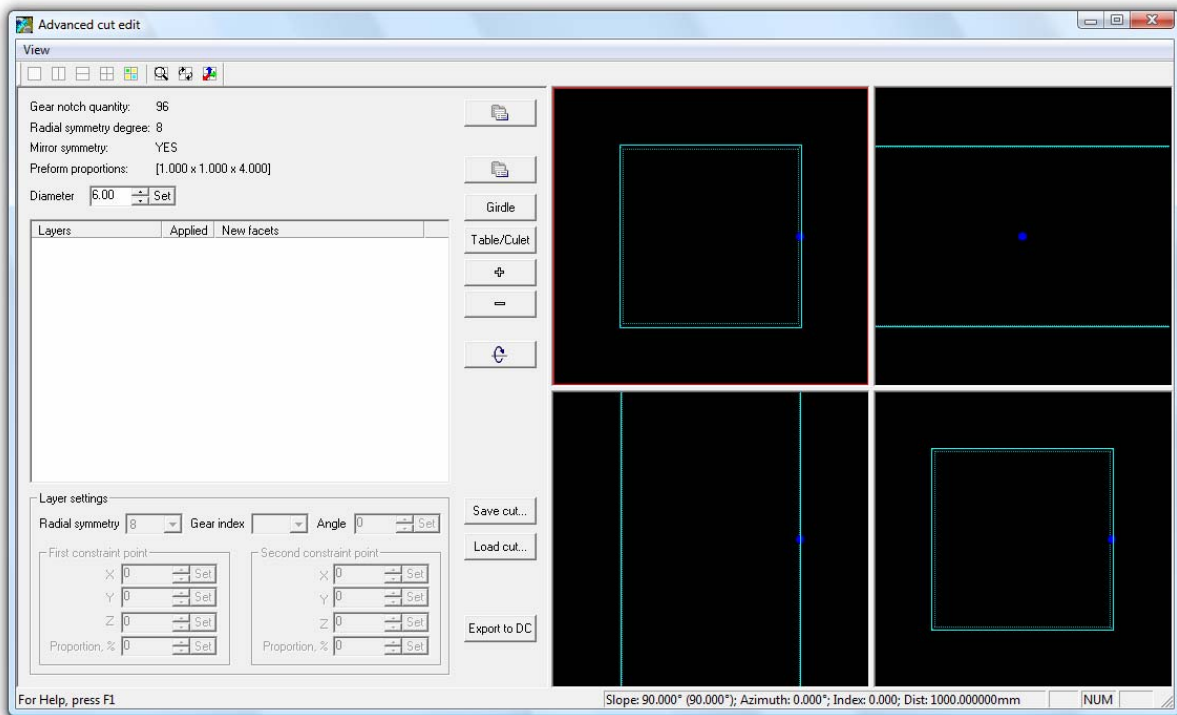 Advanced cut edit
View
Gear notch quantity: 96
Radial symmetry degree: 8
Mirror symmetry: YES
Preform proportions: [1.000 x 1.000 x 4.000]
Diameter 6.00 Set
Girdle
Layers Applied New facets
Table/Culet
Layer settings
Radial symmetry 8 Gear index Angle 0 Set
First constraint point Second constraint point
X 0 Set X 0 Set
Y 0 Set Y 0 Set
Z 0 Set Z 0 Set
Proportion, % 0 Set Proportion, % 0 Set
Save cut...
Load cut...
Export to DC
For Help, press F1 Slope: 90.000° (90.000°); Azimuth: 0.000°; Index: 0.000; Dist: 1000.000000mm NUM